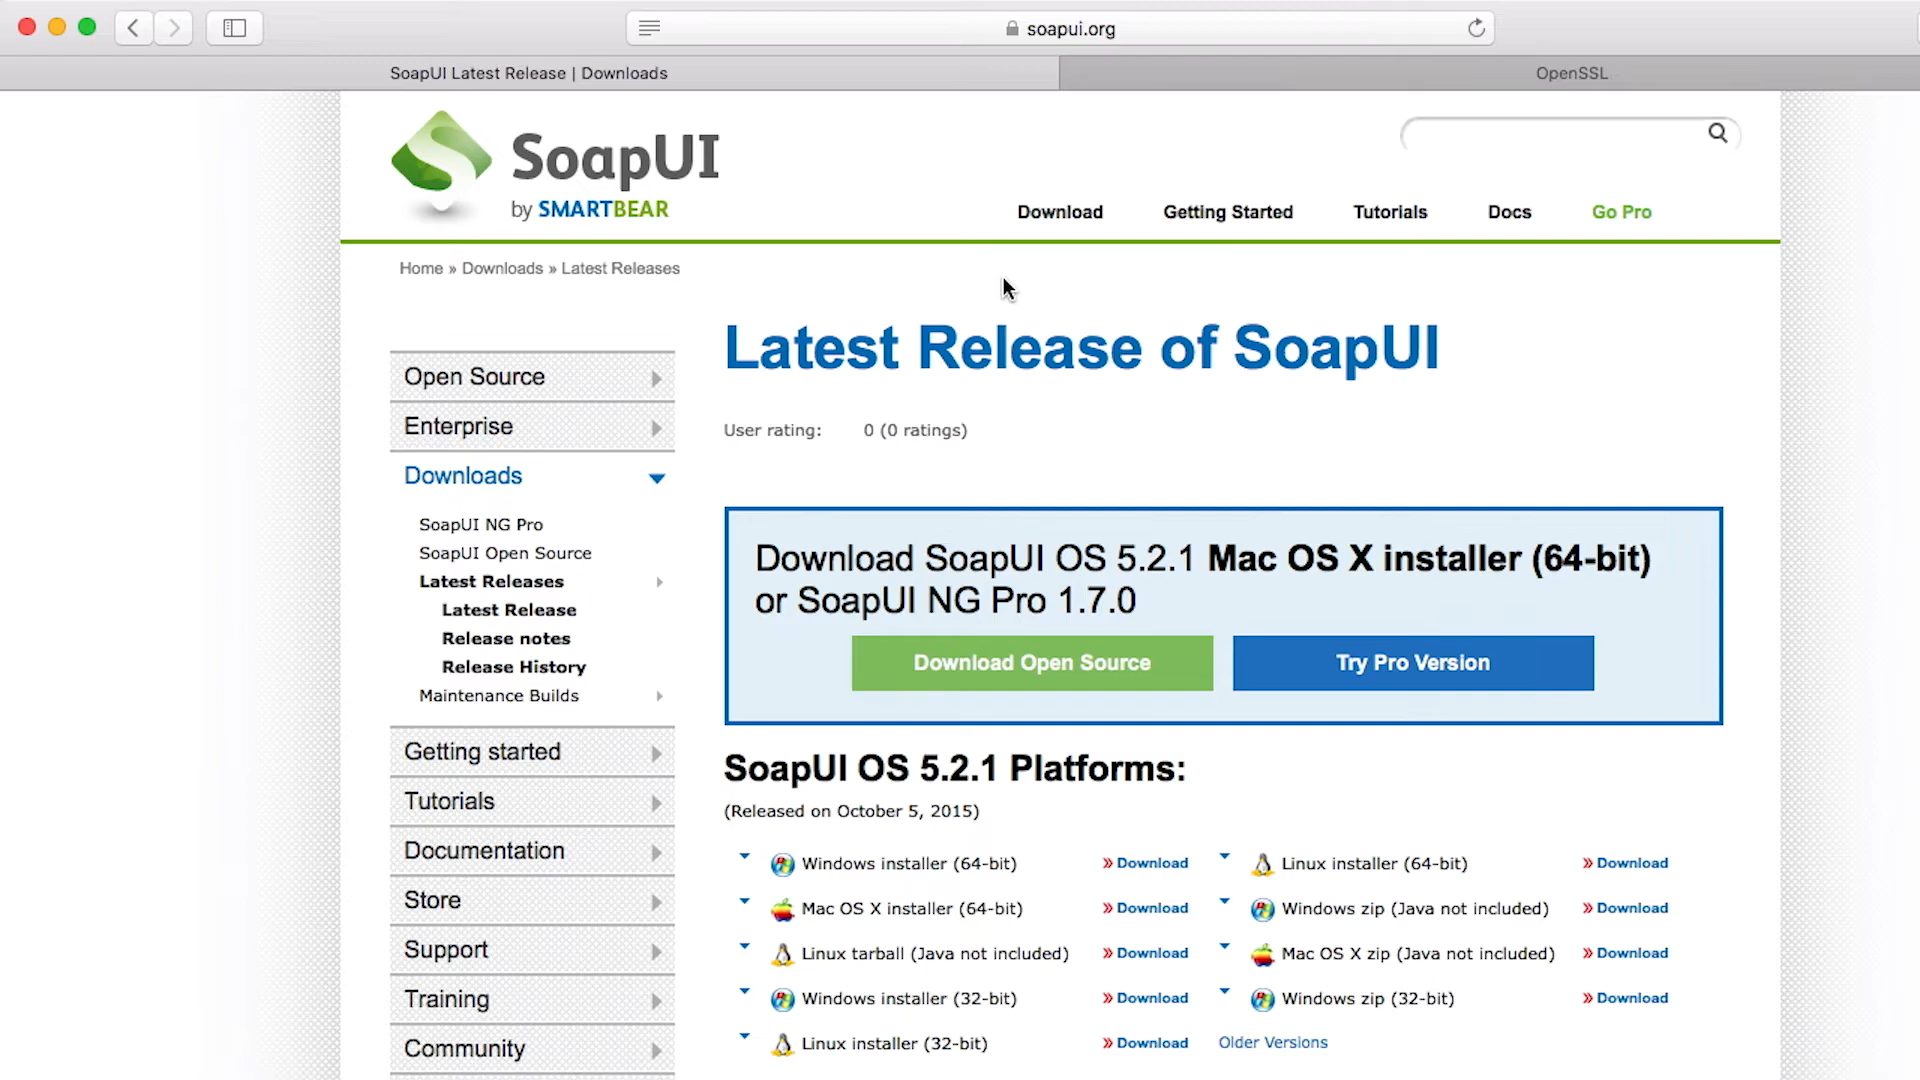 soapui.org
SoapUI Latest Release | Downloads
OpenSSL
SoapUI
by SMARTBEAR
Download
Getting Started
Tutorials
Docs
Go Pro
Home » Downloads » Latest Releases
Open Source
Enterprise
Downloads
SoapUI NG Pro
SoapUI Open Source
Latest Releases
Latest Release
Release notes
Release History
Maintenance Builds
Getting started
Tutorials
Documentation
Store
Support
Training
Community
Latest Release of SoapUI
User rating: 0 (0 ratings)
Download SoapUI OS 5.2.1 Mac OS X installer (64-bit)
or SoapUI NG Pro 1.7.0
Download Open Source
Try Pro Version
SoapUI OS 5.2.1 Platforms:
(Released on October 5, 2015)
Windows installer (64-bit) » Download
Linux installer (64-bit) » Download
Mac OS X installer (64-bit) » Download
Windows zip (Java not included) » Download
Linux tarball (Java not included) » Download
Mac OS X zip (Java not included) » Download
Windows installer (32-bit) » Download
Windows zip (32-bit) » Download
Linux installer (32-bit) » Download
Older Versions